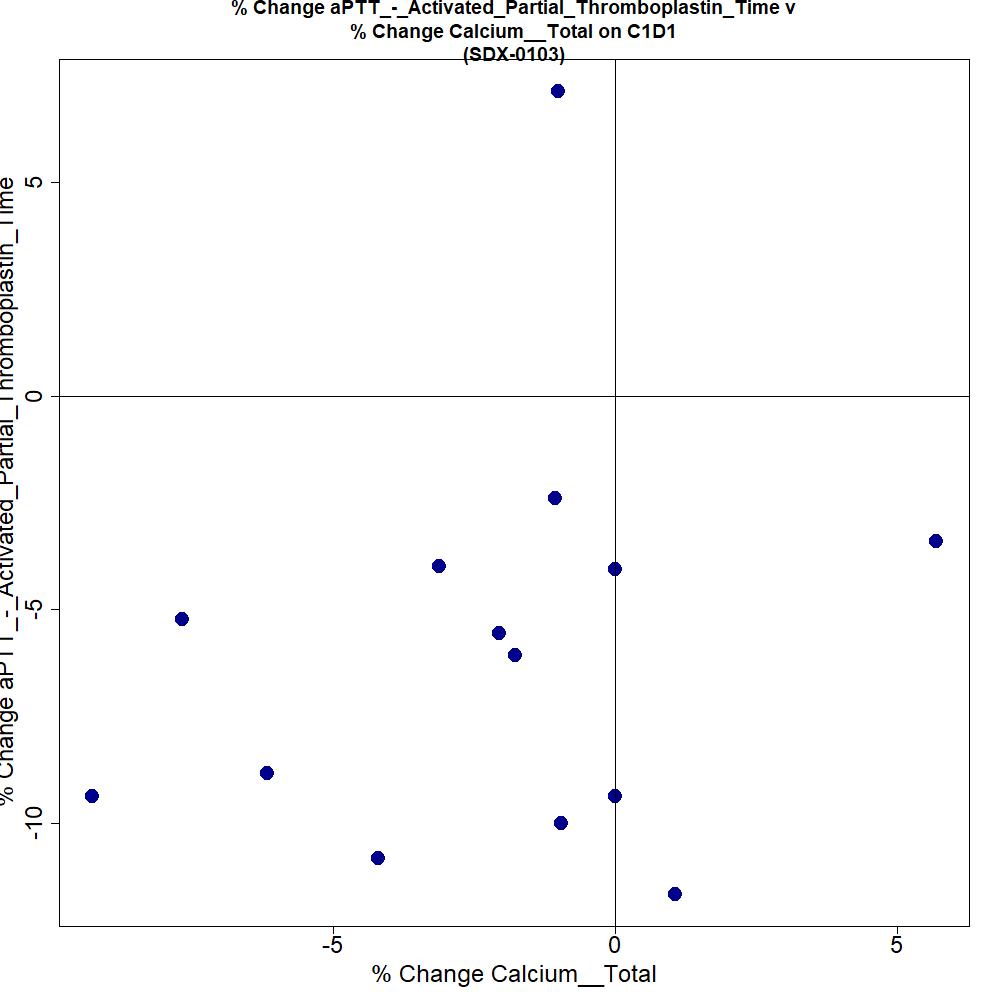 % Change aPTT_-_Activated_Partial_Thromboplastin_Time v
% Change Calcium__Total on C1D1
(SDX-0103)
% Change aPTT_-_Activated_Partial_Thromboplastin_Time
5
0
-5
-10
-5
0
5
% Change Calcium__Total